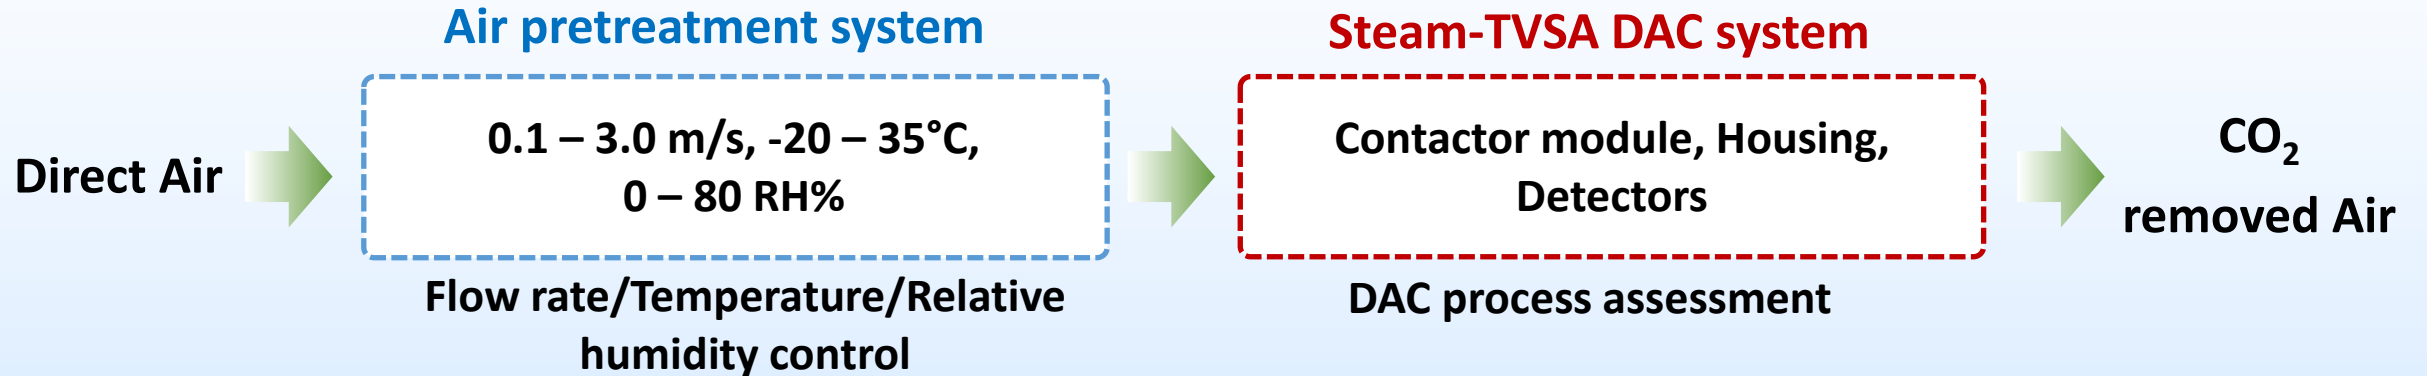 Air pretreatment system
Steam-TVSA DAC system
Direct Air
0.1 – 3.0 m/s, -20 – 35°C,
0 – 80 RH%
Flow rate/Temperature/Relative
humidity control
Contactor module, Housing,
Detectors
DAC process assessment
CO₂
removed Air